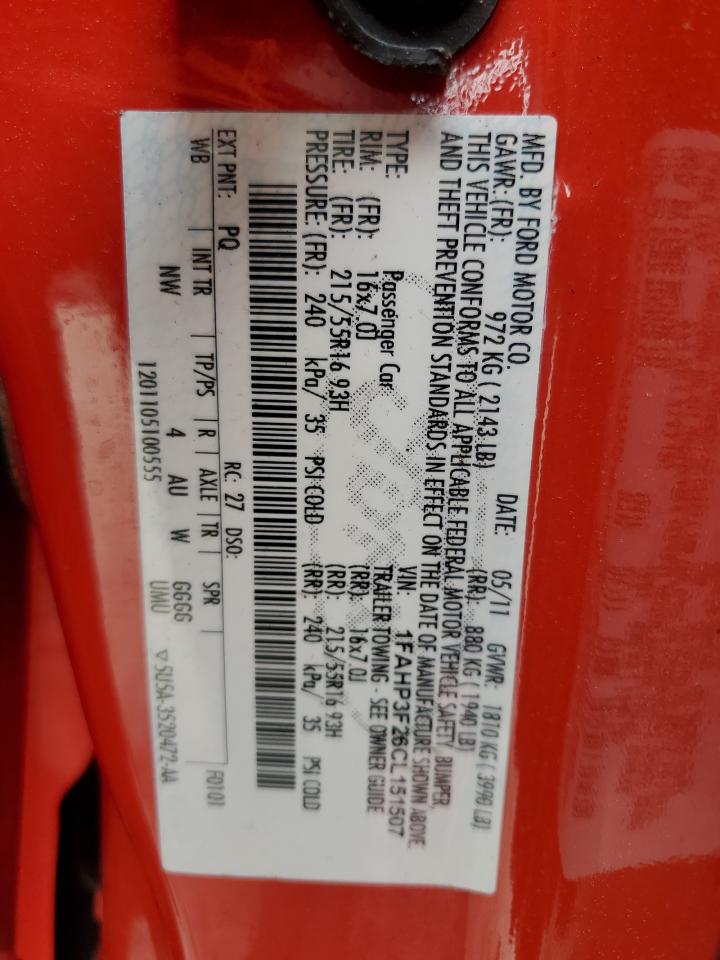 MFD. BY FORD MOTOR CO. DATE: 05/11 GVWR: 1810 KG ( 3990 LB)
GAWR: (FR): 972 KG ( 2143 LB) (RR): 880 KG ( 1940 LB)
THIS VEHICLE CONFORMS TO ALL APPLICABLE FEDERAL MOTOR VEHICLE SAFETY, BUMPER,
AND THEFT PREVENTION STANDARDS IN EFFECT ON THE DATE OF MANUFACTURE SHOWN ABOVE.
VIN: 1FAHP3F26CL151507
TYPE: Passenger Car TRAILER TOWING - SEE OWNER GUIDE
RIM: (FR): 16x7.0J (RR): 16x7.0J
TIRE: (FR): 215/55R16 93H (RR): 215/55R16 93H
PRESSURE: (FR): 240 kPa/ 35 PSI COLD (RR): 240 kPa/ 35 PSI COLD
EXT PNT: PQ RC: 27 DSO: F0101
WB INT TR TP/PS R AXLE TR SPR
NW 4 AU W GGGG
1201105100555 UMU ▽ 5U5A-3520472-AA